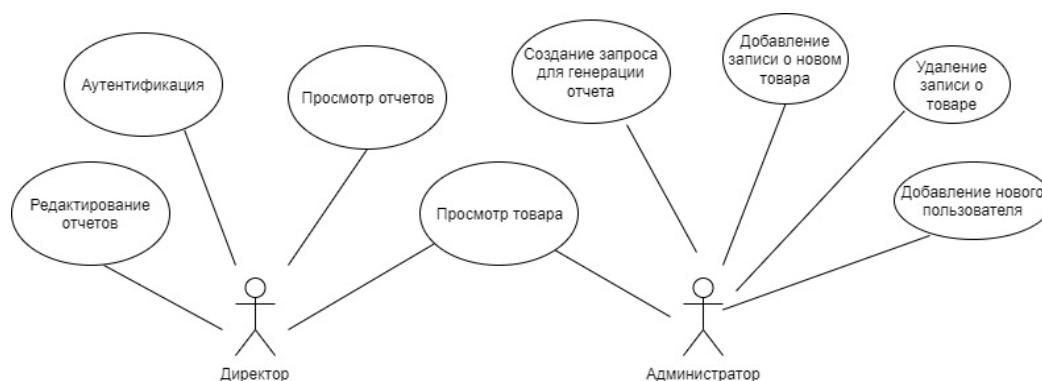 Аутентификация
Просмотр отчетов
Создание запроса
для генерации
отчета
Добавление
записи о новом
товара
Удаление
записи о
товаре
Редактирование
отчетов
Просмотр товара
Добавление нового
пользователя
Директор
Администратор